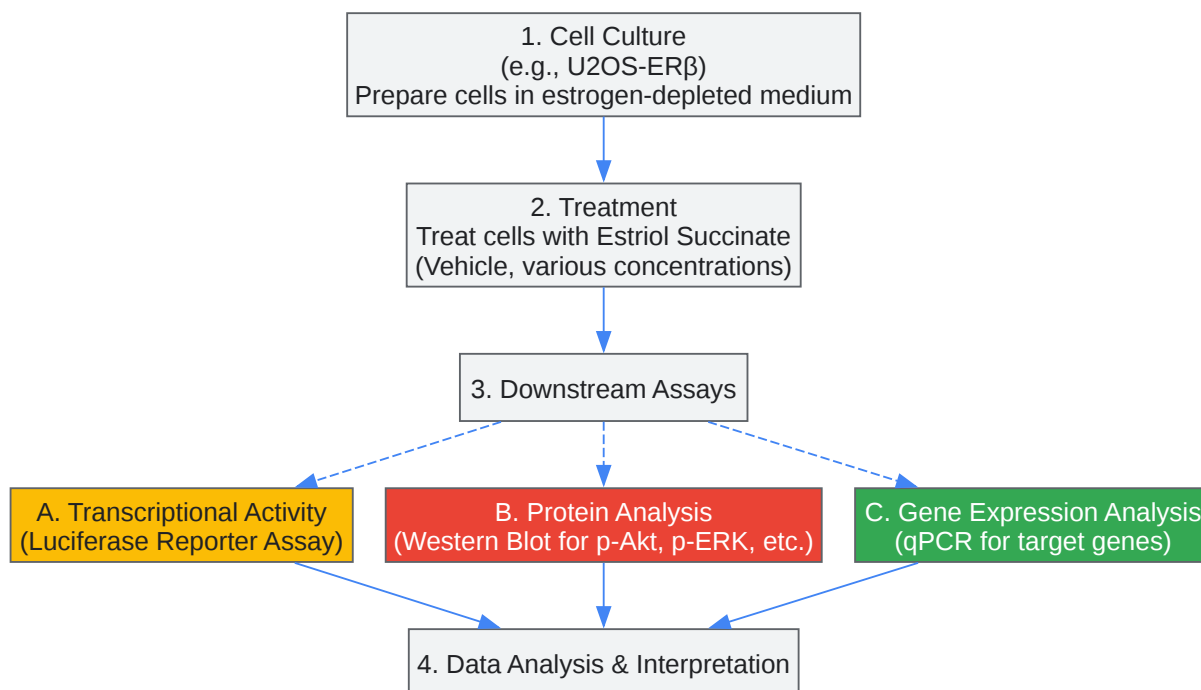 1. Cell Culture
(e.g., U2OS-ERβ)
Prepare cells in estrogen-depleted medium
2. Treatment
Treat cells with Estriol Succinate
(Vehicle, various concentrations)
3. Downstream Assays
A. Transcriptional Activity
(Luciferase Reporter Assay)
B. Protein Analysis
(Western Blot for p-Akt, p-ERK, etc.)
C. Gene Expression Analysis
(qPCR for target genes)
4. Data Analysis & Interpretation